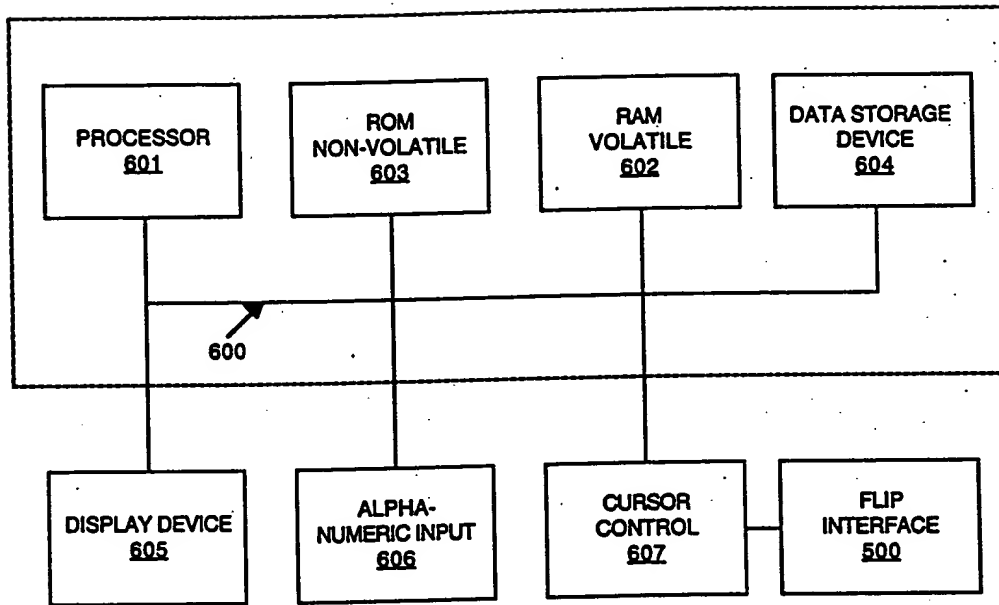 PROCESSOR
601
ROM
NON-VOLATILE
603
RAM
VOLATILE
602
DATA STORAGE
DEVICE
604
600
DISPLAY DEVICE
605
ALPHA-
NUMERIC INPUT
606
CURSOR
CONTROL
607
FLIP
INTERFACE
500